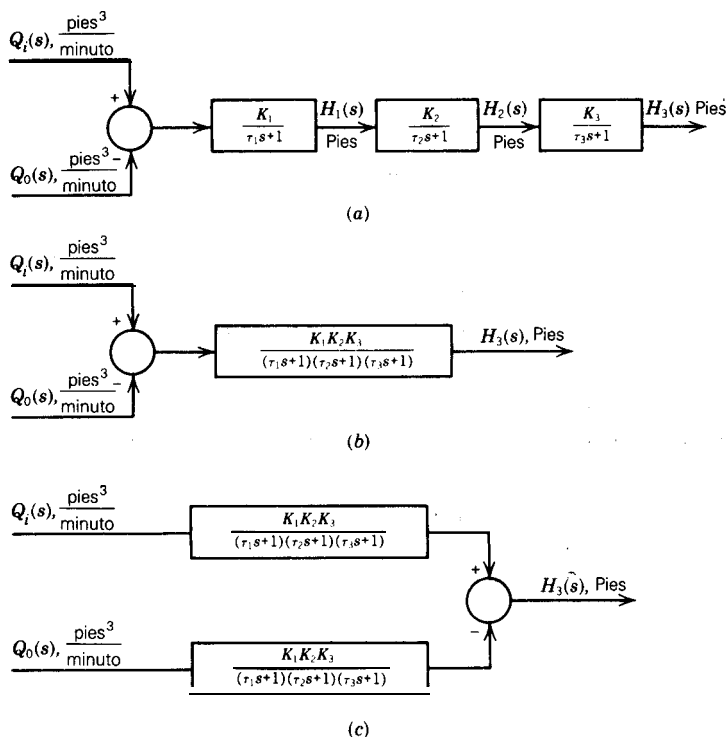 Qi(s), pies³/minuto
+
K₁/(τ₁s+1)
H₁(s)
Pies
K₂/(τ₂s+1)
H₂(s)
Pies
K₃/(τ₃s+1)
H₃(s) Pies
Q₀(s), pies³/minuto
−
(a)
Qi(s), pies³/minuto
+
K₁K₂K₃/(τ₁s+1)(τ₂s+1)(τ₃s+1)
H₃(s), Pies
Q₀(s), pies³/minuto
−
(b)
Qi(s), pies³/minuto
K₁K₂K₃/(τ₁s+1)(τ₂s+1)(τ₃s+1)
+
H₃(s), Pies
−
Q₀(s), pies³/minuto
K₁K₂K₃/(τ₁s+1)(τ₂s+1)(τ₃s+1)
(c)